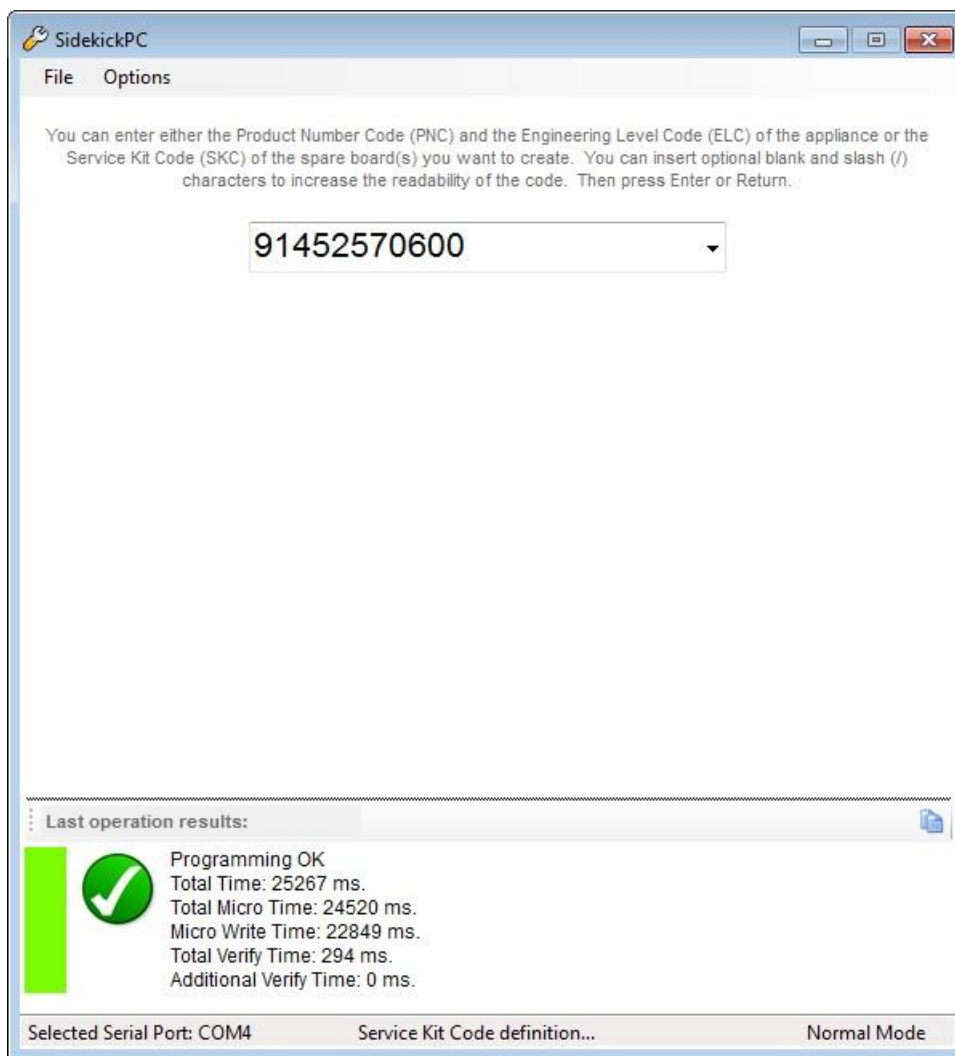 SidekickPC
File Options
You can enter either the Product Number Code (PNC) and the Engineering Level Code (ELC) of the appliance or the
Service Kit Code (SKC) of the spare board(s) you want to create. You can insert optional blank and slash (/)
characters to increase the readability of the code. Then press Enter or Return.
91452570600
Last operation results:
Programming OK
Total Time: 25267 ms.
Total Micro Time: 24520 ms.
Micro Write Time: 22849 ms.
Total Verify Time: 294 ms.
Additional Verify Time: 0 ms.
Selected Serial Port: COM4 Service Kit Code definition... Normal Mode